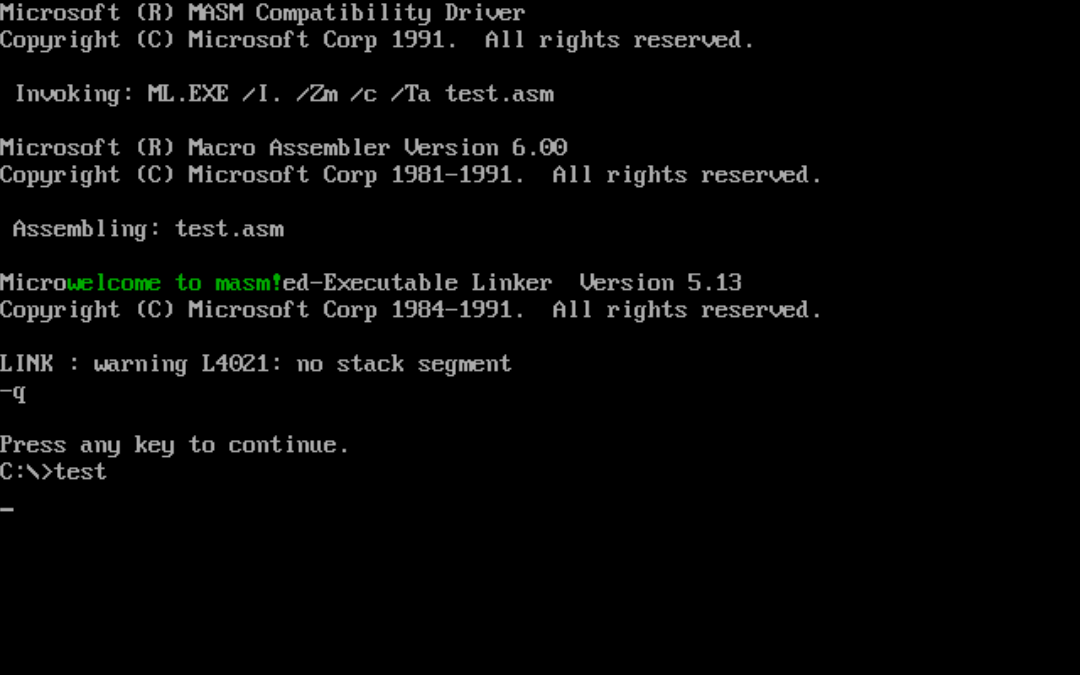 Microsoft (R) MASM Compatibility Driver
Copyright (C) Microsoft Corp 1991.  All rights reserved.
Invoking: ML.EXE /I. /Zm /c /Ta test.asm
Microsoft (R) Macro Assembler Version 6.00
Copyright (C) Microsoft Corp 1981-1991.  All rights reserved.
Assembling: test.asm
Microwelcome to masm!ed-Executable Linker  Version 5.13
Copyright (C) Microsoft Corp 1984-1991.  All rights reserved.
LINK : warning L4021: no stack segment
-q
Press any key to continue.
C:\>test
_